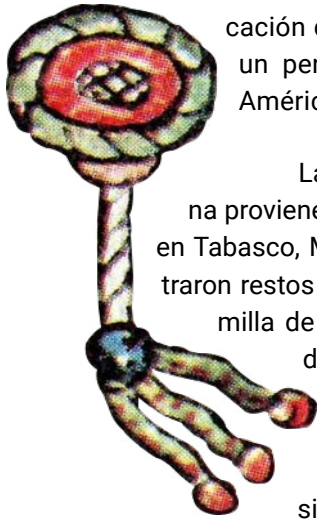 cación
un per
Améric
La
na proviene
en Tabasco, M
traron restos
milla de
d
si